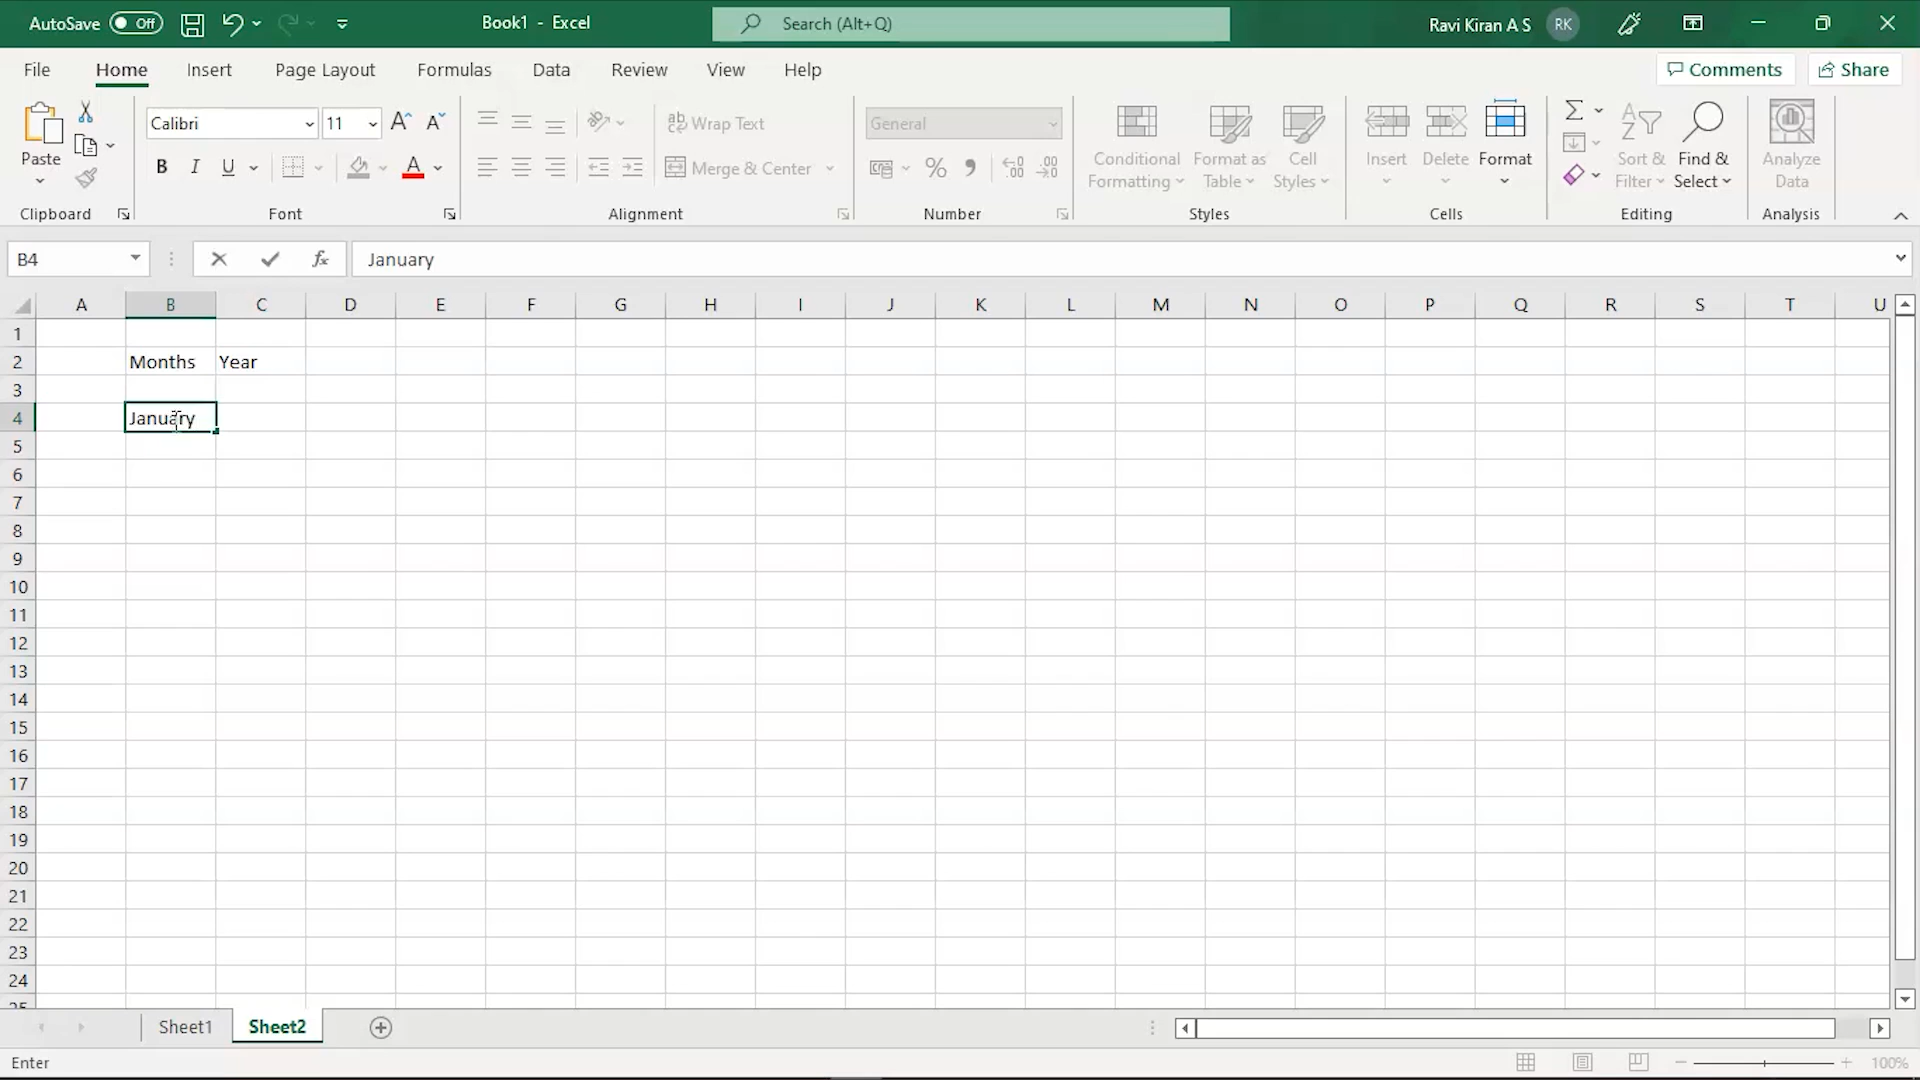 AutoSave Off Book1 - Excel Search (Alt+Q) Ravi Kiran A S RK
File Home Insert Page Layout Formulas Data Review View Help Comments Share
Calibri 11 A^ Aˇ ab Wrap Text General
Paste B I U A Merge & Center % Conditional Formatting Format as Table Cell Styles Insert Delete Format Σ Sort & Filter Find & Select Analyze Data
Clipboard Font Alignment Number Styles Cells Editing Analysis
B4 fx January
A B C D E F G H I J K L M N O P Q R S T U
1
2 Months Year
3
4 January
5
6
7
8
9
10
11
12
13
14
15
16
17
18
19
20
21
22
23
24
25
Sheet1 Sheet2
Enter 100%